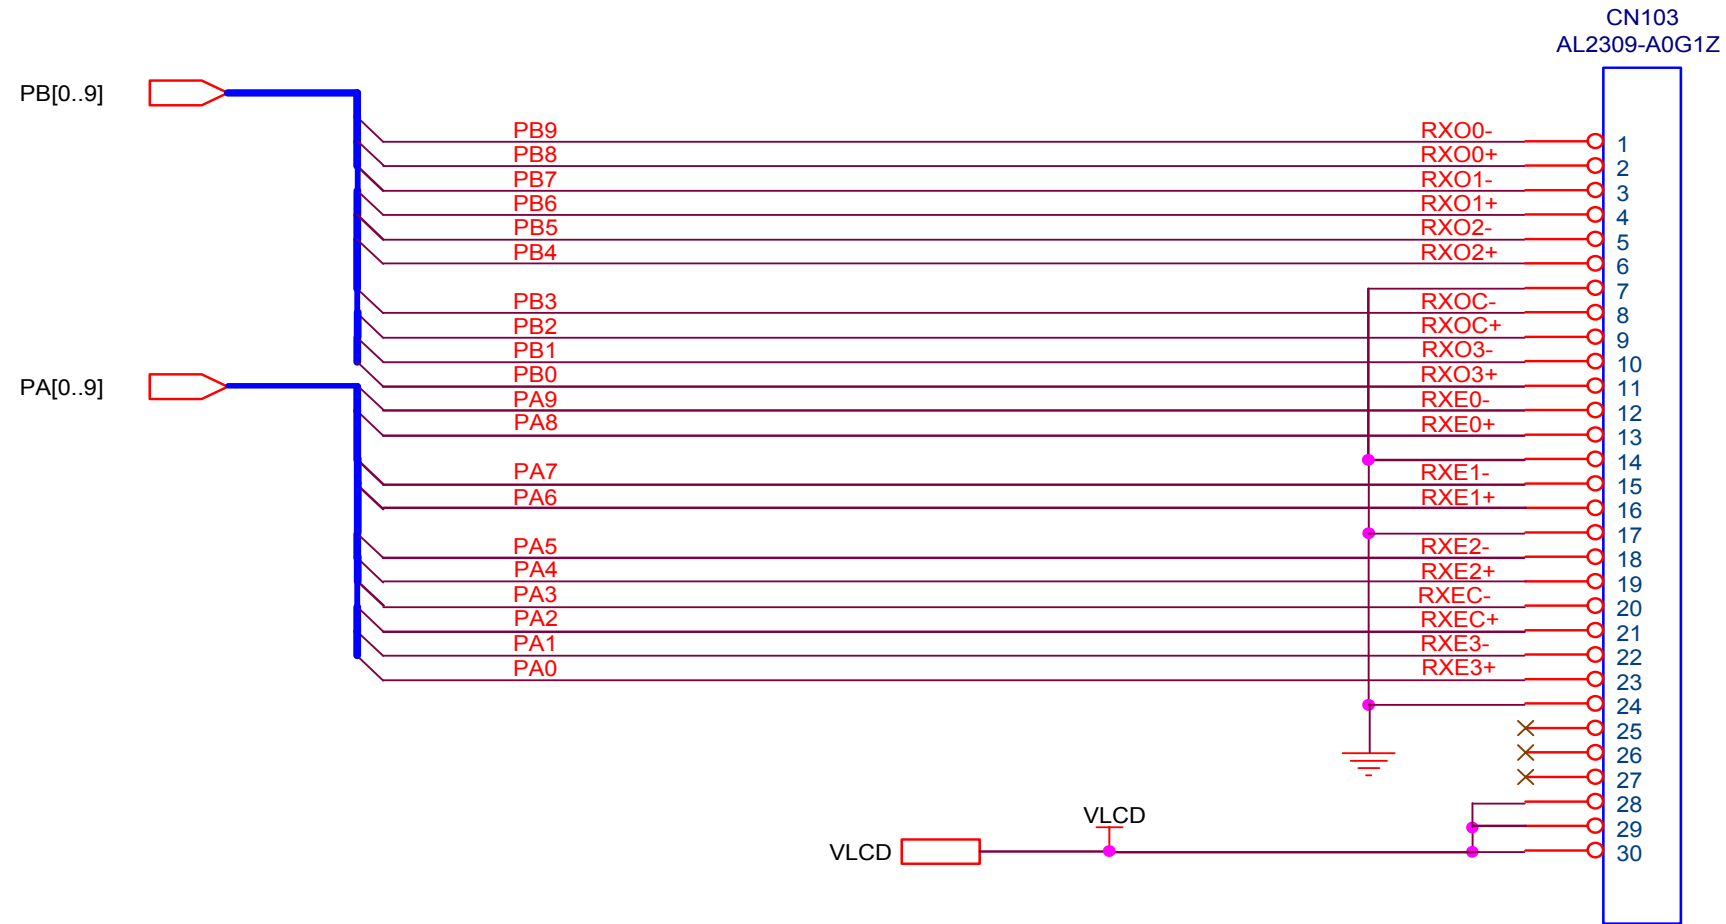 CN103
AL2309-A0G1Z
PB[0..9]
PB9 RXO0- 1
PB8 RXO0+ 2
PB7 RXO1- 3
PB6 RXO1+ 4
PB5 RXO2- 5
PB4 RXO2+ 6
7
PB3 RXOC- 8
PB2 RXOC+ 9
PB1 RXO3- 10
PA[0..9] PB0 RXO3+ 11
PA9 RXE0- 12
PA8 RXE0+ 13
14
PA7 RXE1- 15
PA6 RXE1+ 16
17
PA5 RXE2- 18
PA4 RXE2+ 19
PA3 RXEC- 20
PA2 RXEC+ 21
PA1 RXE3- 22
PA0 RXE3+ 23
24
25
26
27
28
VLCD
29
VLCD 30